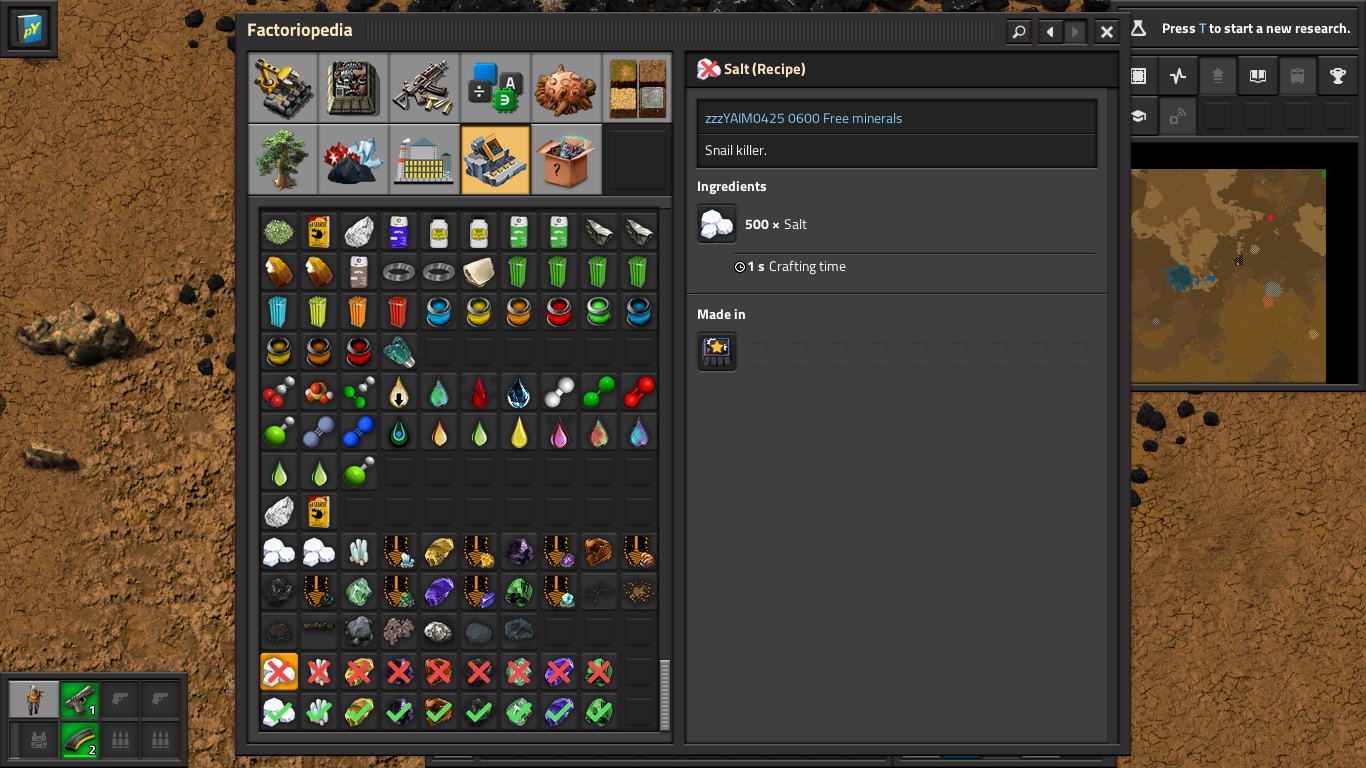 pY
Factoriopedia
Press T to start a new research.
A
Salt (Recipe)
zzzYAIM0425 0600 Free minerals
Snail killer.
Ingredients
500 × Salt
1 s Crafting time
Made in
?
1
2